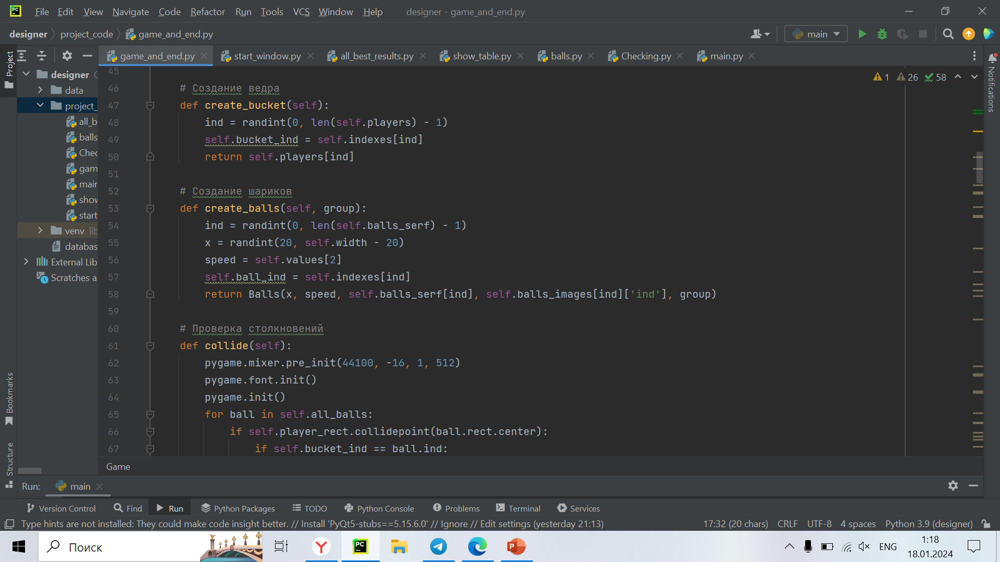 File Edit View Navigate Code Refactor Run Tools VCS Window Help designer - game_and_end.py
designer project_code game_and_end.py main
game_and_end.py start_window.py all_best_results.py show_table.py balls.py Checking.py main.py
Project
Notifications
Bookmarks
Structure
designer
data
project_
all_b
balls
Chec
gam
main
show
start
venv lib
databas
External Lib
Scratches a
1 26 58
45
46 # Создание ведра
47 def create_bucket(self):
48 ind = randint(0, len(self.players) - 1)
49 self.bucket_ind = self.indexes[ind]
50 return self.players[ind]
51
52 # Создание шариков
53 def create_balls(self, group):
54 ind = randint(0, len(self.balls_serf) - 1)
55 x = randint(20, self.width - 20)
56 speed = self.values[2]
57 self.ball_ind = self.indexes[ind]
58 return Balls(x, speed, self.balls_serf[ind], self.balls_images[ind]['ind'], group)
59
60 # Проверка столкновений
61 def collide(self):
62 pygame.mixer.pre_init(44100, -16, 1, 512)
63 pygame.font.init()
64 pygame.init()
65 for ball in self.all_balls:
66 if self.player_rect.collidepoint(ball.rect.center):
67 if self.bucket_ind == ball.ind:
Game
Run: main
Version Control Find Run Python Packages TODO Python Console Problems Terminal Services
Type hints are not installed: They could make code insight better. // Install 'PyQt5-stubs==5.15.6.0' // Ignore // Edit settings (yesterday 21:13) 17:32 (20 chars) CRLF UTF-8 4 spaces Python 3.9 (designer)
Поиск
ENG
1:18
18.01.2024